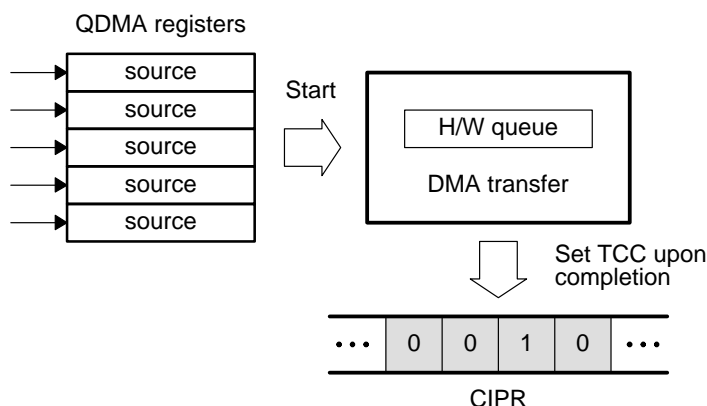 QDMA registers
source
source
source
source
source
Start
H/W queue
DMA transfer
Set TCC upon
completion
... 0 0 1 0 ...
CIPR